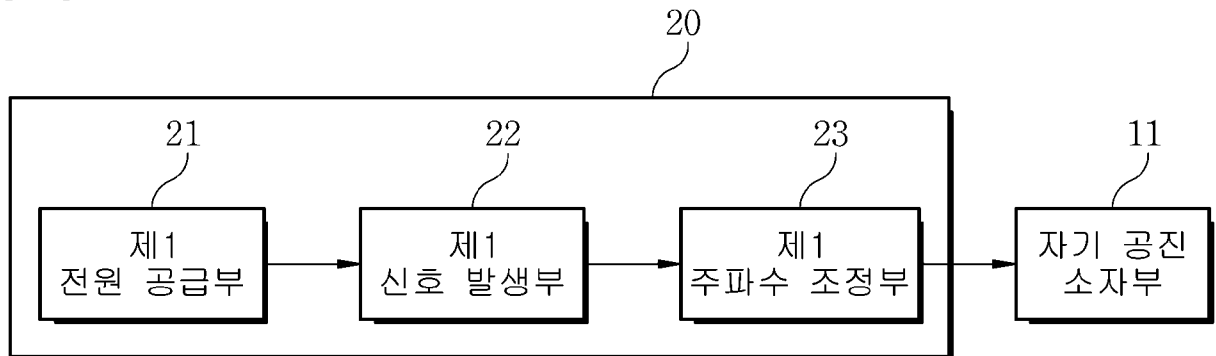 20
21
22
23
11
제1
전원 공급부
제1
신호 발생부
제1
주파수 조정부
자기 공진
소자부